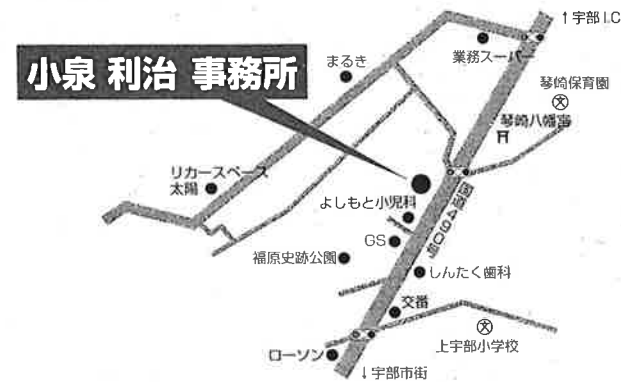 ↑宇部I.C
業務スーパー
まるき
小泉 利治 事務所
琴崎保育園
文
琴崎八幡宮
リカースペース
太陽
よしもと小児科
国道490号
GS
福原史跡公園
しんたく歯科
交番
文
上宇部小学校
ローソン
↓宇部市街